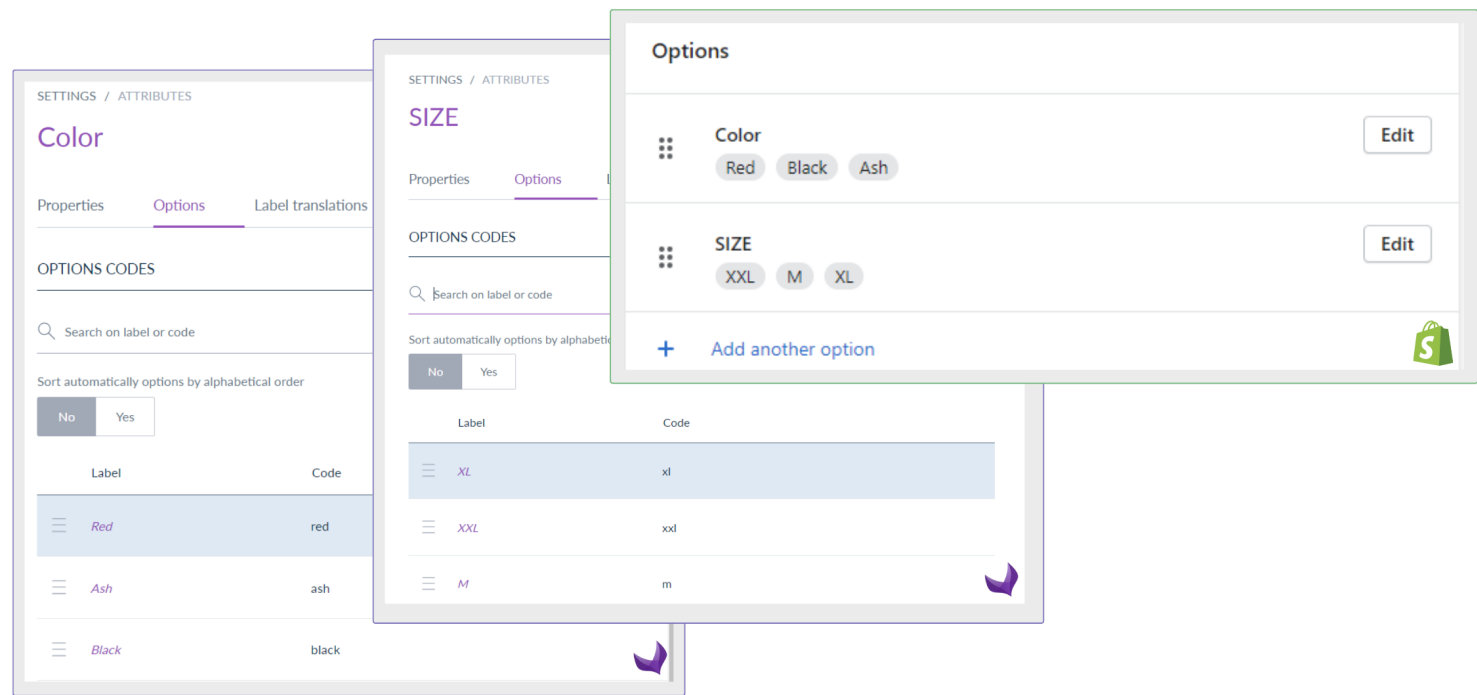 SETTINGS / ATTRIBUTES
Color
Properties Options Label translations
OPTIONS CODES
Search on label or code
Sort automatically options by alphabetical order
No Yes
Label Code
Red red
Ash ash
Black black
SETTINGS / ATTRIBUTES
SIZE
Properties Options
OPTIONS CODES
Search on label or code
Sort automatically options by
No Yes
Label Code
XL xl
XXL xxl
M m
Options
Color Edit
Red Black Ash
SIZE Edit
XXL M XL
+ Add another option